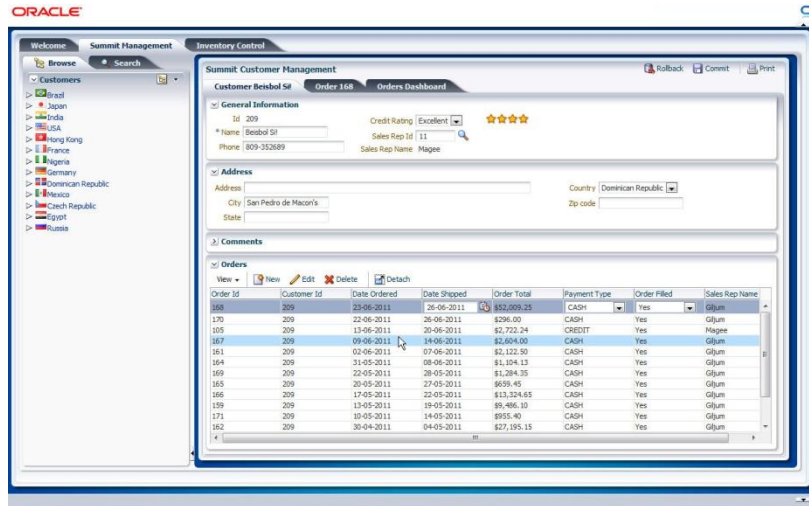 ORACLE
Welcome Summit Management Inventory Control
Browse Search
Customers
Brazil
Japan
India
USA
Hong Kong
France
Nigeria
Germany
Dominican Republic
Mexico
Czech Republic
Egypt
Russia
Summit Customer Management Rollback Commit Print
Customer Beisbol Si! Order 168 Orders Dashboard
General Information
Id 209 Credit Rating Excellent
* Name Beisbol Si! Sales Rep Id 11
Phone 809-352689 Sales Rep Name Magee
Address
Address Country Dominican Republic
City San Pedro de Macon's Zip code
State
Comments
Orders
View New Edit Delete Detach
Order Id Customer Id Date Ordered Date Shipped Order Total Payment Type Order Filled Sales Rep Name
168 209 23-06-2011 26-06-2011 $52,009.25 CASH Yes Giljum
170 209 22-06-2011 26-06-2011 $296.00 CASH Yes Giljum
105 209 13-06-2011 20-06-2011 $2,722.24 CREDIT Yes Magee
167 209 09-06-2011 14-06-2011 $2,604.00 CASH Yes Giljum
161 209 02-06-2011 07-06-2011 $2,122.50 CASH Yes Giljum
164 209 31-05-2011 08-06-2011 $1,104.13 CASH Yes Giljum
169 209 22-05-2011 28-05-2011 $1,284.35 CASH Yes Giljum
165 209 20-05-2011 27-05-2011 $659.45 CASH Yes Giljum
166 209 17-05-2011 22-05-2011 $13,324.65 CASH Yes Giljum
159 209 13-05-2011 19-05-2011 $9,486.10 CASH Yes Giljum
171 209 10-05-2011 14-05-2011 $955.40 CASH Yes Giljum
162 209 30-04-2011 04-05-2011 $27,195.15 CASH Yes Giljum